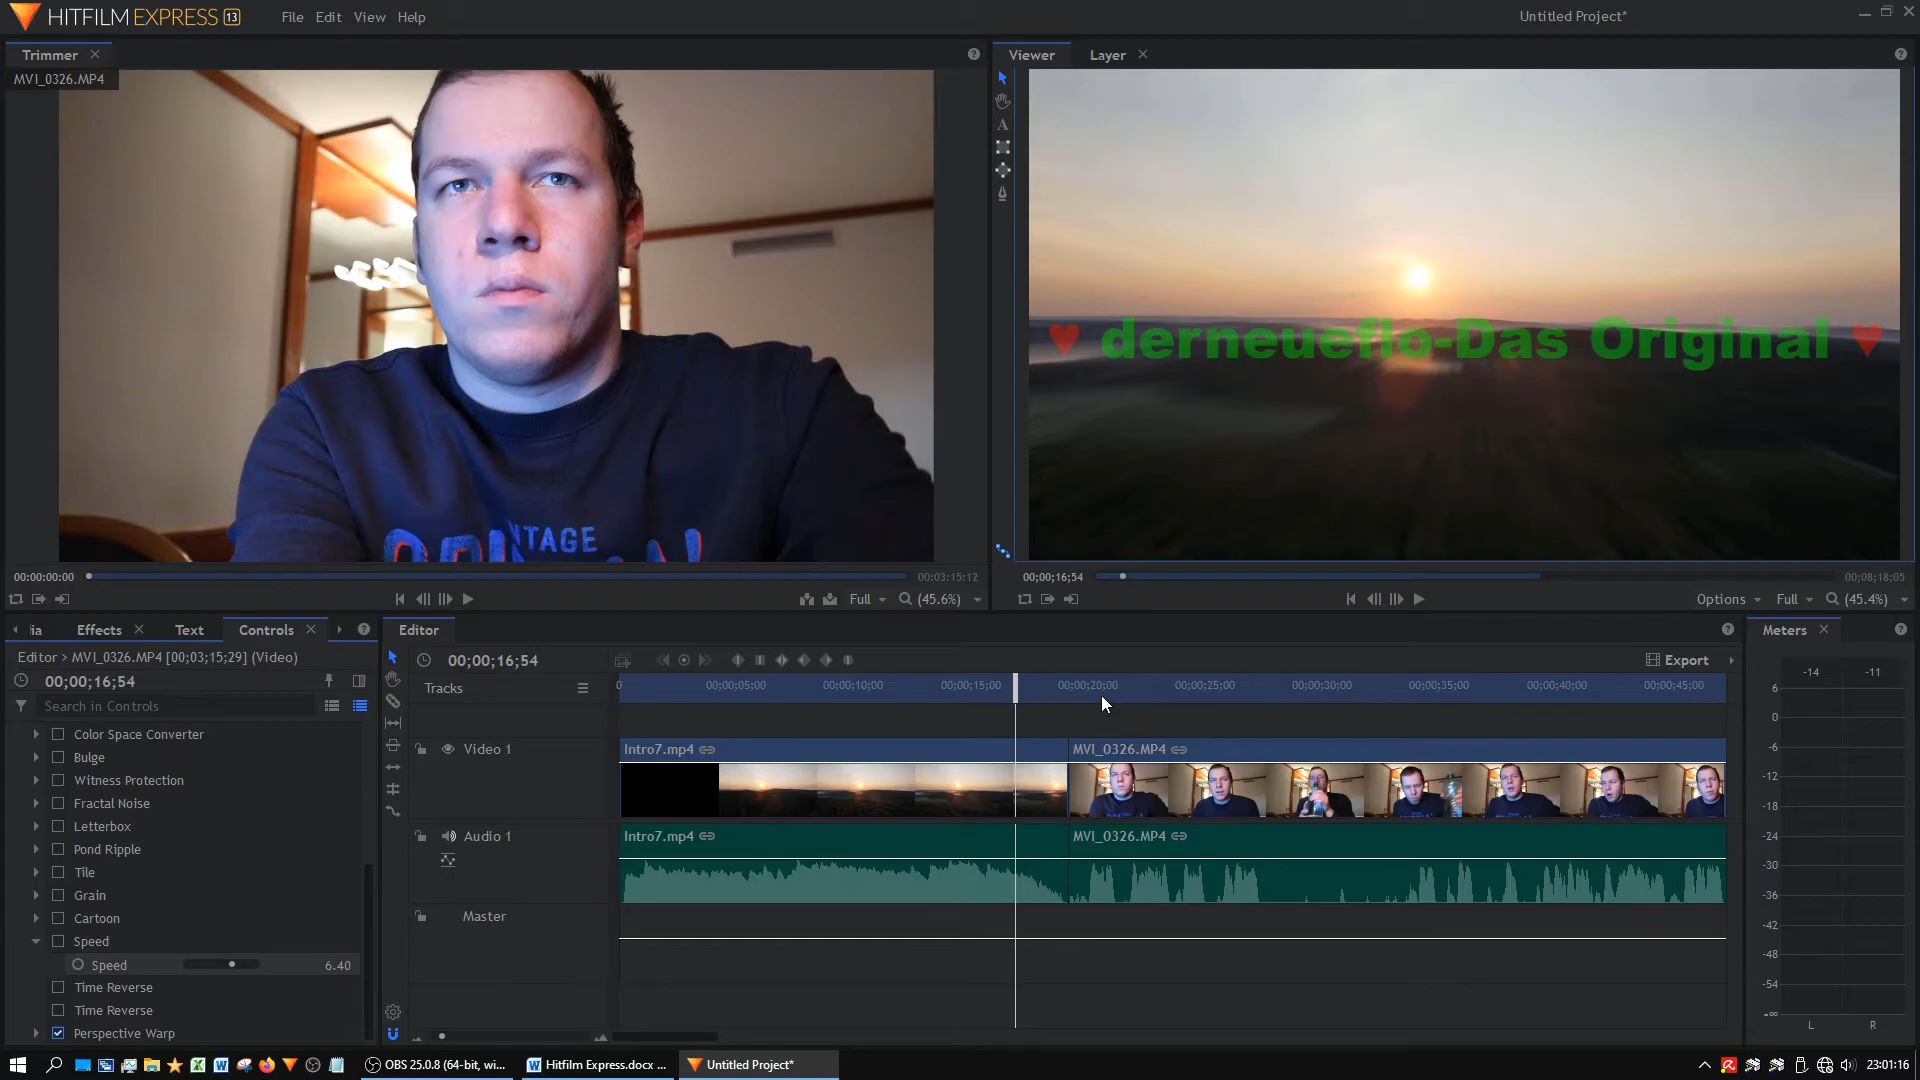 HITFILM EXPRESS 13
File Edit View Help
Untitled Project*
Trimmer
MVI_0326.MP4
Viewer
Layer
♥ derneueflo-Das Original ♥
NTAGE
00:00:00:00
00:03:15:12
Full
(45.6%)
00;00;16;54
00;08;18;05
Options
Full
(45.4%)
ia
Effects
Text
Controls
Editor > MVI_0326.MP4 [00;03;15;29] (Video)
00;00;16;54
Search in Controls
Color Space Converter
Bulge
Witness Protection
Fractal Noise
Letterbox
Pond Ripple
Tile
Grain
Cartoon
Speed
Speed 6.40
Time Reverse
Time Reverse
Perspective Warp
Editor
00;00;16;54
Export
Tracks
0 00;00;05;00 00;00;10;00 00;00;15;00 00;00;20;00 00;00;25;00 00;00;30;00 00;00;35;00 00;00;40;00 00;00;45;00
Video 1
Intro7.mp4
MVI_0326.MP4
Audio 1
Intro7.mp4
MVI_0326.MP4
Master
Meters
-14 -11
6
0
-6
-12
-18
-24
-30
-36
-42
-48
-54
-∞
L R
OBS 25.0.8 (64-bit, wi...
Hitfilm Express.docx ...
Untitled Project*
23:01:16